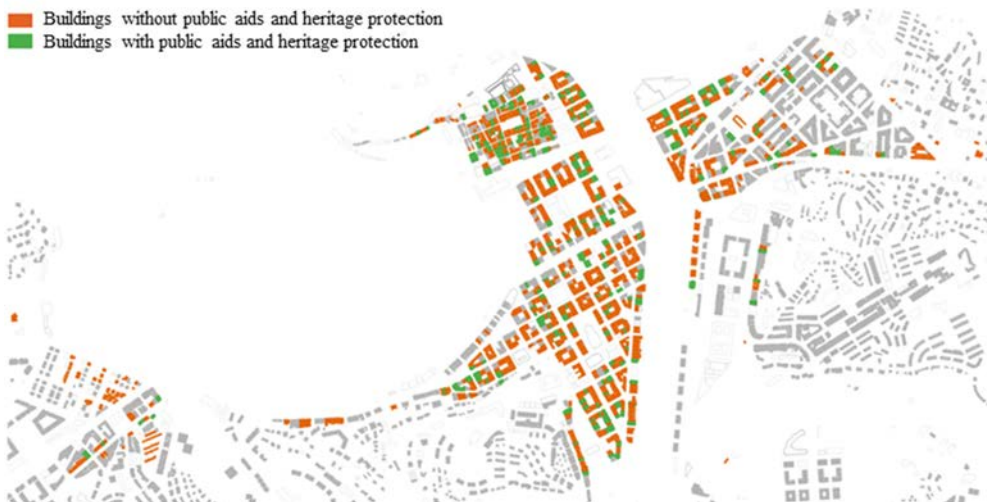 Buildings without public aids and heritage protection
Buildings with public aids and heritage protection